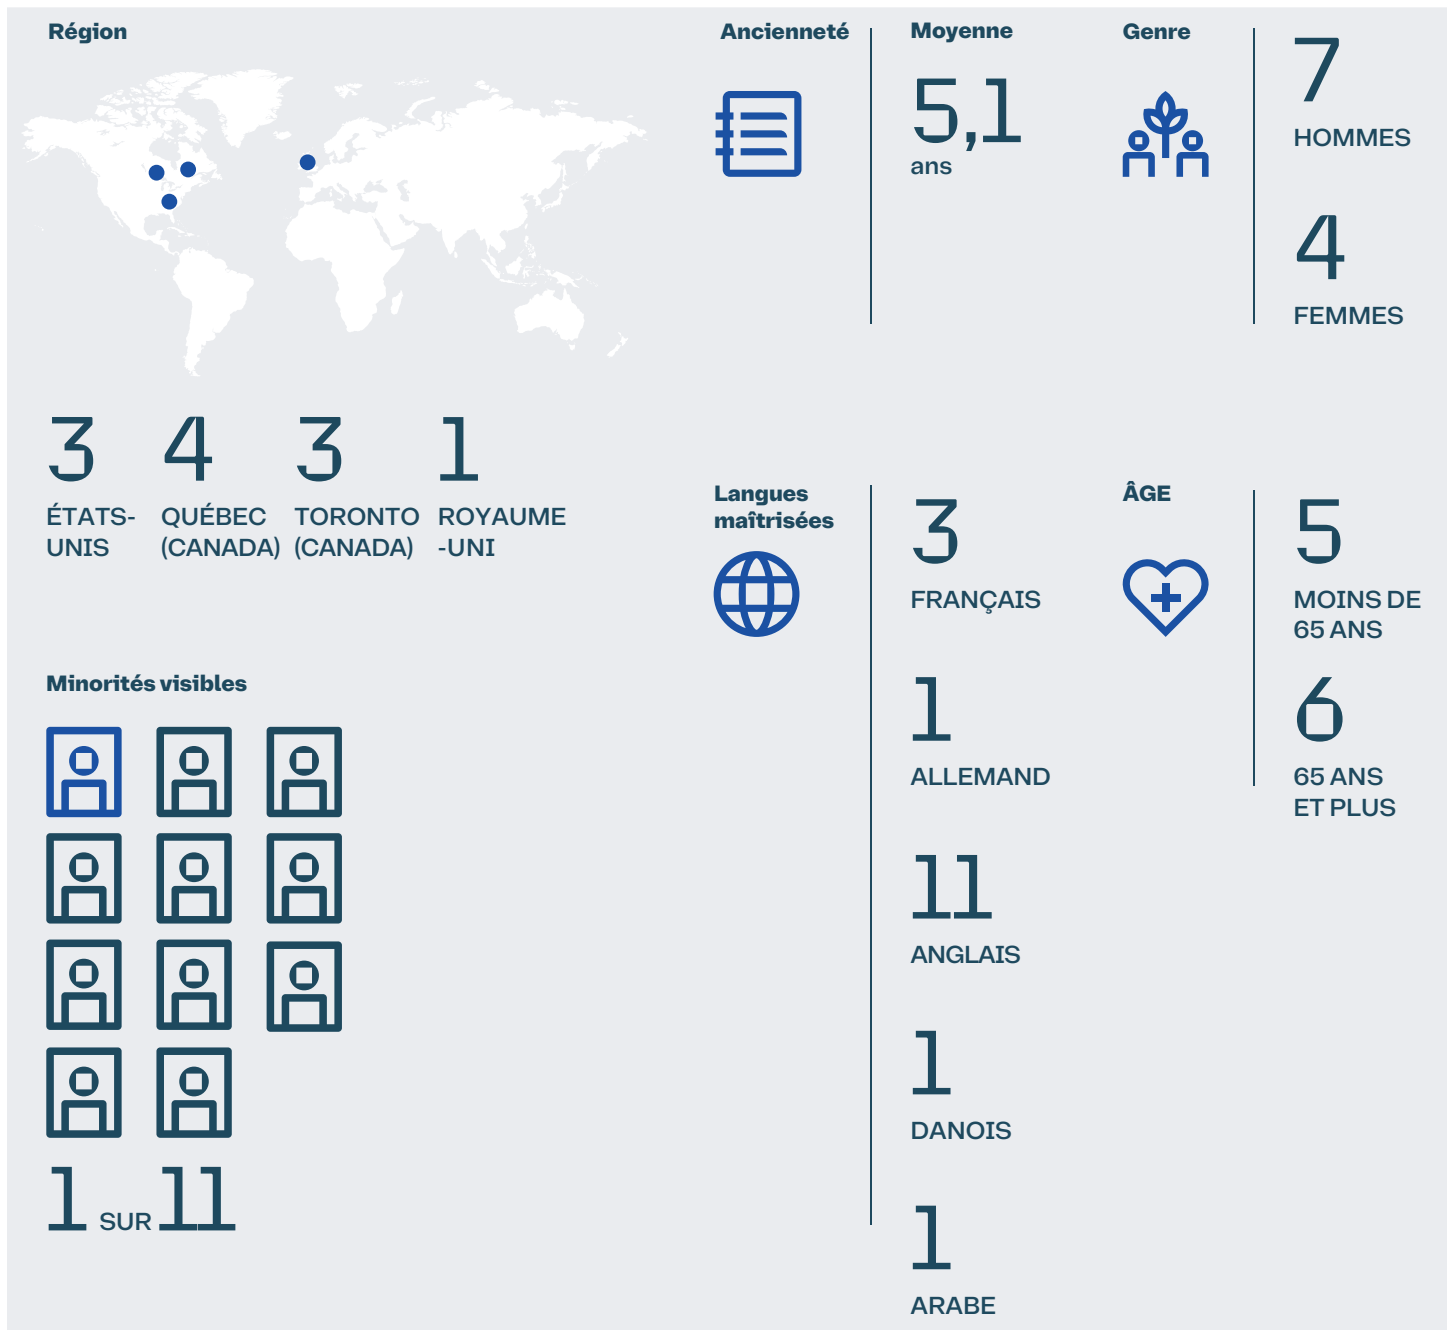 Région
3
ÉTATS-
UNIS
4
QUÉBEC
(CANADA)
3
TORONTO
(CANADA)
1
ROYAUME
-UNI
Minorités visibles
1 SUR 11
Ancienneté
Moyenne
5,1
ans
Genre
7
HOMMES
4
FEMMES
Langues
maîtrisées
3
FRANÇAIS
1
ALLEMAND
11
ANGLAIS
1
DANOIS
1
ARABE
ÂGE
5
MOINS DE
65 ANS
6
65 ANS
ET PLUS